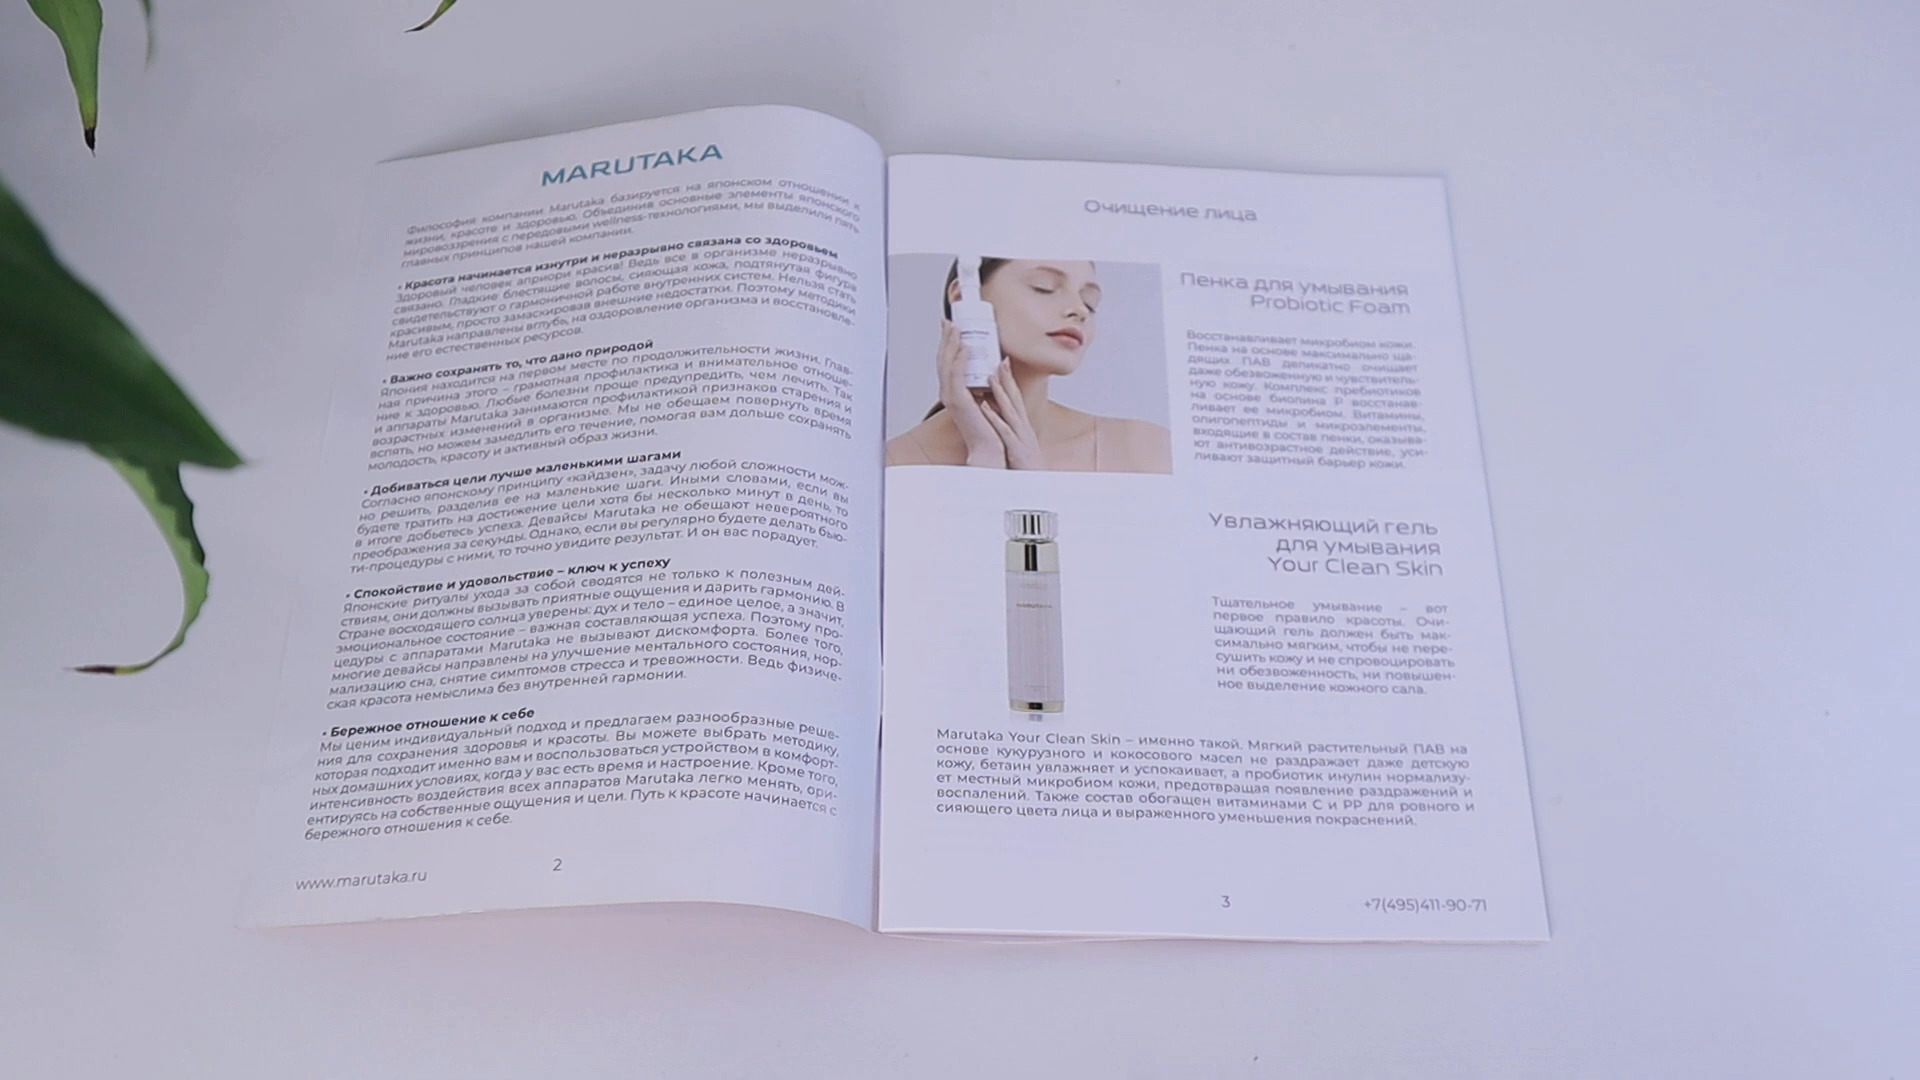 MARUTAKA
Философия компании Marutaka базируется на японском отношении к
жизни, красоте и здоровью. Объединив основные элементы японского
мировоззрения с передовыми wellness-технологиями, мы выделили пять
главных принципов нашей компании.
• Красота начинается изнутри и неразрывно связана со здоровьем
Здоровый человек априори красив! Ведь все в организме неразрывно
связано. Гладкие блестящие волосы, сияющая кожа, подтянутая фигура
свидетельствуют о гармоничной работе внутренних систем. Нельзя стать
красивым, просто замаскировав внешние недостатки. Поэтому методики
Marutaka направлены вглубь, на оздоровление организма и восстановле-
ние его естественных ресурсов.
• Важно сохранять то, что дано природой
Япония находится на первом месте по продолжительности жизни. Глав-
ная причина этого – грамотная профилактика и внимательное отноше-
ние к здоровью. Любые болезни проще предупредить, чем лечить. Так
и аппараты Marutaka занимаются профилактикой признаков старения и
возрастных изменений в организме. Мы не обещаем повернуть время
вспять, но можем замедлить его течение, помогая вам дольше сохранять
молодость, красоту и активный образ жизни.
• Добиваться цели лучше маленькими шагами
Согласно японскому принципу «кайдзен», задачу любой сложности мож-
но решить, разделив ее на маленькие шаги. Иными словами, если вы
будете тратить на достижение цели хотя бы несколько минут в день, то
в итоге добьетесь успеха. Девайсы Marutaka не обещают невероятного
преображения за секунды. Однако, если вы регулярно будете делать бью-
ти-процедуры с ними, то точно увидите результат. И он вас порадует.
• Спокойствие и удовольствие – ключ к успеху
Японские ритуалы ухода за собой сводятся не только к полезным дей-
ствиям, они должны вызывать приятные ощущения и дарить гармонию. В
Стране восходящего солнца уверены: дух и тело – единое целое, а значит,
эмоциональное состояние – важная составляющая успеха. Поэтому про-
цедуры с аппаратами Marutaka не вызывают дискомфорта. Более того,
многие девайсы направлены на улучшение ментального состояния, нор-
мализацию сна, снятие симптомов стресса и тревожности. Ведь физиче-
ская красота немыслима без внутренней гармонии.
• Бережное отношение к себе
Мы ценим индивидуальный подход и предлагаем разнообразные реше-
ния для сохранения здоровья и красоты. Вы можете выбрать методику,
которая подходит именно вам и воспользоваться устройством в комфорт-
ных домашних условиях, когда у вас есть время и настроение. Кроме того,
интенсивность воздействия всех аппаратов Marutaka легко менять, ори-
ентируясь на собственные ощущения и цели. Путь к красоте начинается с
бережного отношения к себе.
www.marutaka.ru
2
Очищение лица
Пенка для умывания
Probiotic Foam
Восстанавливает микробиом кожи.
Пенка на основе максимально ща-
дящих ПАВ деликатно очищает
даже обезвоженную и чувствитель-
ную кожу. Комплекс пребиотиков
на основе биолина Р восстанав-
ливает ее микробиом. Витамины,
олигопептиды и микроэлементы,
входящие в состав пенки, оказыва-
ют антивозрастное действие, уси-
ливают защитный барьер кожи.
Увлажняющий гель
для умывания
Your Clean Skin
Тщательное умывание – вот
первое правило красоты. Очи-
щающий гель должен быть мак-
симально мягким, чтобы не пере-
сушить кожу и не спровоцировать
ни обезвоженность, ни повышен-
ное выделение кожного сала.
MARUTAKA
Marutaka Your Clean Skin – именно такой. Мягкий растительный ПАВ на
основе кукурузного и кокосового масел не раздражает даже детскую
кожу, бетаин увлажняет и успокаивает, а пробиотик инулин нормализу-
ет местный микробиом кожи, предотвращая появление раздражений и
воспалений. Также состав обогащен витаминами С и РР для ровного и
сияющего цвета лица и выраженного уменьшения покраснений.
3
+7(495)411-90-71